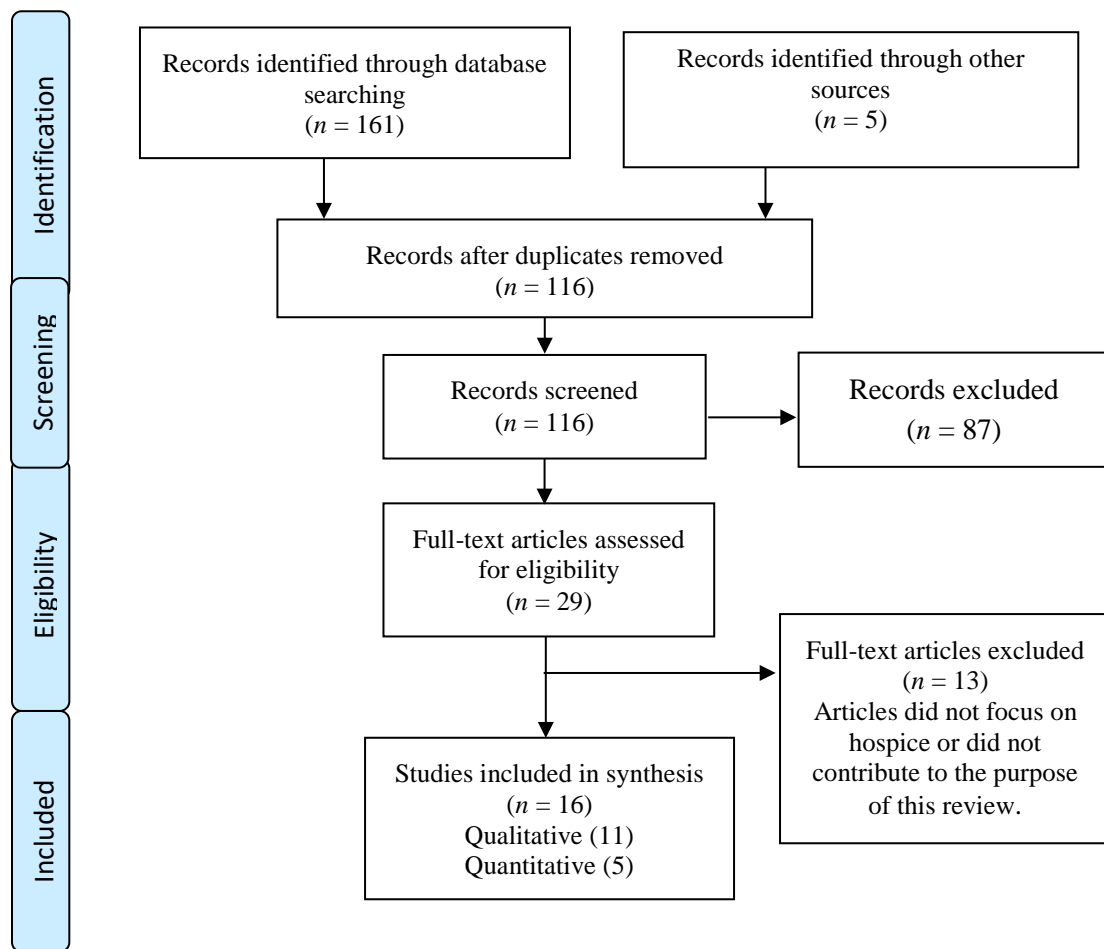 Identification
Records identified through database
searching
(n = 161)
Records identified through other
sources
(n = 5)
Records after duplicates removed
(n = 116)
Screening
Records screened
(n = 116)
Records excluded
(n = 87)
Eligibility
Full-text articles assessed
for eligibility
(n = 29)
Full-text articles excluded
(n = 13)
Articles did not focus on
hospice or did not
contribute to the purpose
of this review.
Included
Studies included in synthesis
(n = 16)
Qualitative (11)
Quantitative (5)